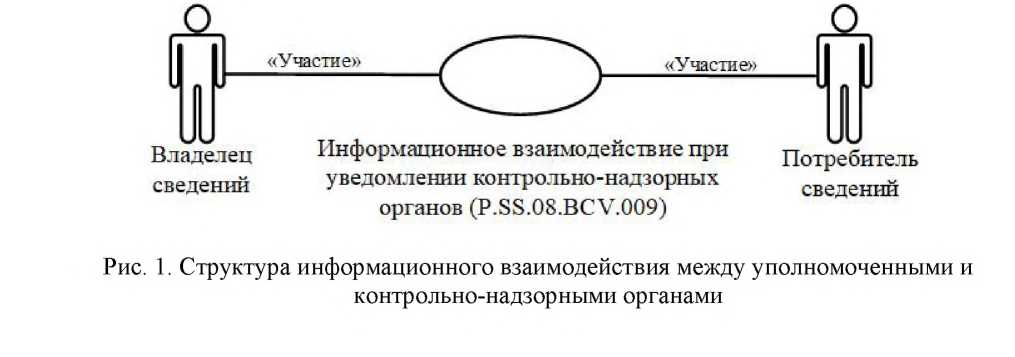 «Участие»
«Участие»
Владелец
сведений
Информационное взаимодействие при
уведомлении контрольно-надзорных
органов (P.SS.08.BCV.009)
Потребитель
сведений
Рис. 1. Структура информационного взаимодействия между уполномоченными и
контрольно-надзорными органами